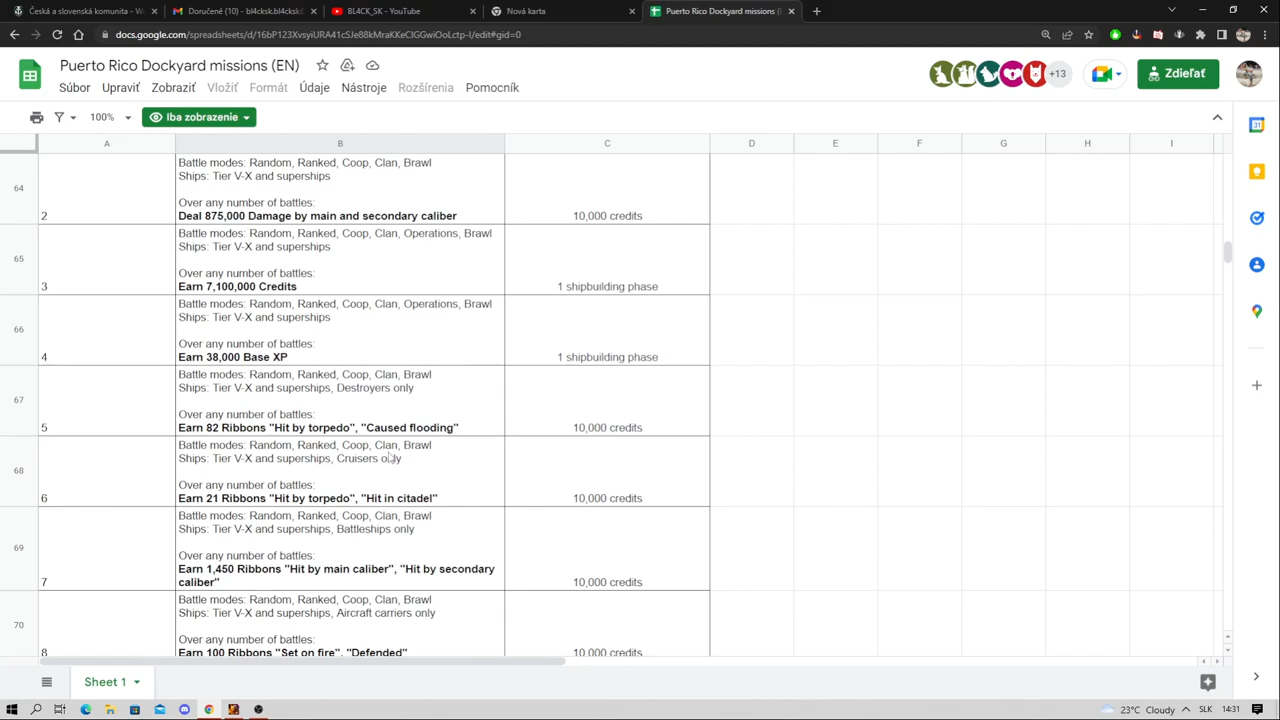 Česká a slovenská komunita - Wo
Doručené (10) - bl4cksk.bl4cksk@
BL4CK_SK - YouTube
Nová karta
Puerto Rico Dockyard missions (E
docs.google.com/spreadsheets/d/16bP123XvsyiURA41cSJe88kMraKKeCIGGwiOoLctp-I/edit#gid=0
Puerto Rico Dockyard missions (EN)
+13
Zdieľať
Súbor Upraviť Zobraziť Vložiť Formát Údaje Nástroje Rozšírenia Pomocník
100% Iba zobrazenie
A B C D E F G H I
Battle modes: Random, Ranked, Coop, Clan, Brawl
Ships: Tier V-X and superships
64
Over any number of battles:
2 Deal 875,000 Damage by main and secondary caliber 10,000 credits
Battle modes: Random, Ranked, Coop, Clan, Operations, Brawl
Ships: Tier V-X and superships
65
Over any number of battles:
3 Earn 7,100,000 Credits 1 shipbuilding phase
Battle modes: Random, Ranked, Coop, Clan, Operations, Brawl
Ships: Tier V-X and superships
66
Over any number of battles:
4 Earn 38,000 Base XP 1 shipbuilding phase
Battle modes: Random, Ranked, Coop, Clan, Brawl
Ships: Tier V-X and superships, Destroyers only
67
Over any number of battles:
5 Earn 82 Ribbons "Hit by torpedo", "Caused flooding" 10,000 credits
Battle modes: Random, Ranked, Coop, Clan, Brawl
Ships: Tier V-X and superships, Cruisers only
68
Over any number of battles:
6 Earn 21 Ribbons "Hit by torpedo", "Hit in citadel" 10,000 credits
Battle modes: Random, Ranked, Coop, Clan, Brawl
Ships: Tier V-X and superships, Battleships only
69
Over any number of battles:
Earn 1,450 Ribbons "Hit by main caliber", "Hit by secondary
7 caliber" 10,000 credits
Battle modes: Random, Ranked, Coop, Clan, Brawl
Ships: Tier V-X and superships, Aircraft carriers only
70
Over any number of battles:
8 Earn 100 Ribbons "Set on fire", "Defended" 10,000 credits
Sheet 1
23°C Cloudy SLK 14:31